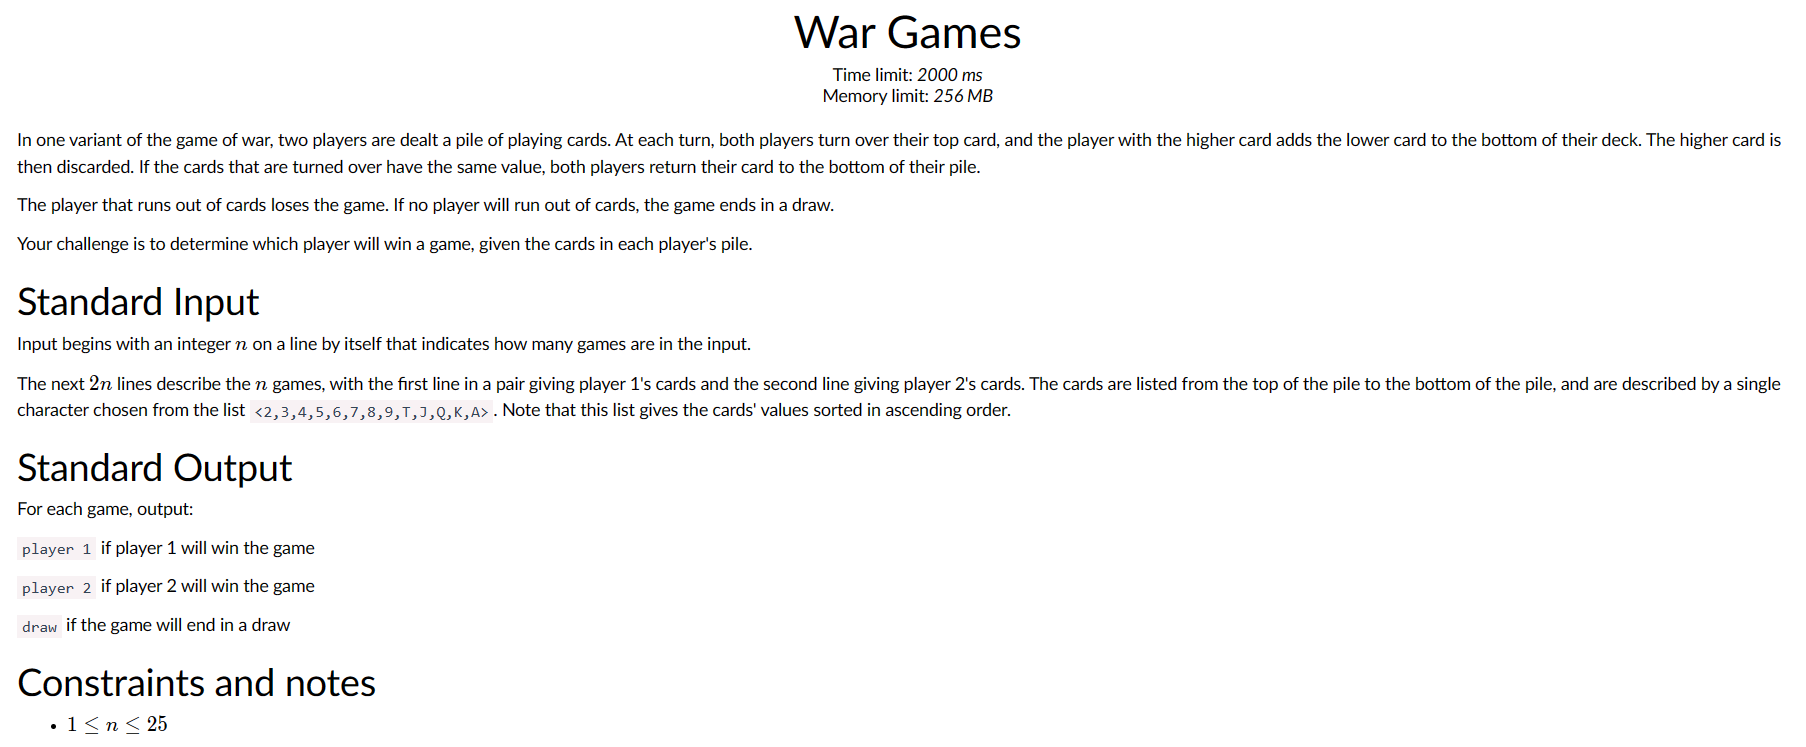 War Games
Time limit: 2000 ms
Memory limit: 256 MB
In one variant of the game of war, two players are dealt a pile of playing cards. At each turn, both players turn over their top card, and the player with the higher card adds the lower card to the bottom of their deck. The higher card is
then discarded. If the cards that are turned over have the same value, both players return their card to the bottom of their pile.
The player that runs out of cards loses the game. If no player will run out of cards, the game ends in a draw.
Your challenge is to determine which player will win a game, given the cards in each player's pile.
Standard Input
Input begins with an integer n on a line by itself that indicates how many games are in the input.
The next 2n lines describe the n games, with the first line in a pair giving player 1's cards and the second line giving player 2's cards. The cards are listed from the top of the pile to the bottom of the pile, and are described by a single
character chosen from the list <2,3,4,5,6,7,8,9,T,J,Q,K,A>. Note that this list gives the cards' values sorted in ascending order.
Standard Output
For each game, output:
player 1 if player 1 will win the game
player 2 if player 2 will win the game
draw if the game will end in a draw
Constraints and notes
• 1 ≤ n ≤ 25